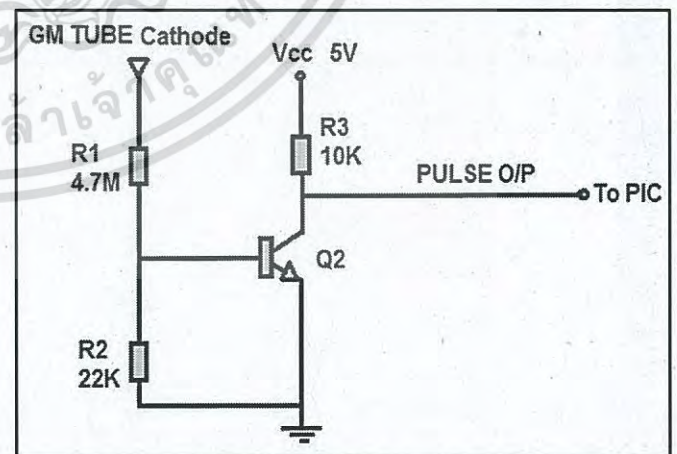 GM TUBE Cathode
Vcc 5V
R1
4.7M
R3
10K
PULSE O/P
To PIC
Q2
R2
22K